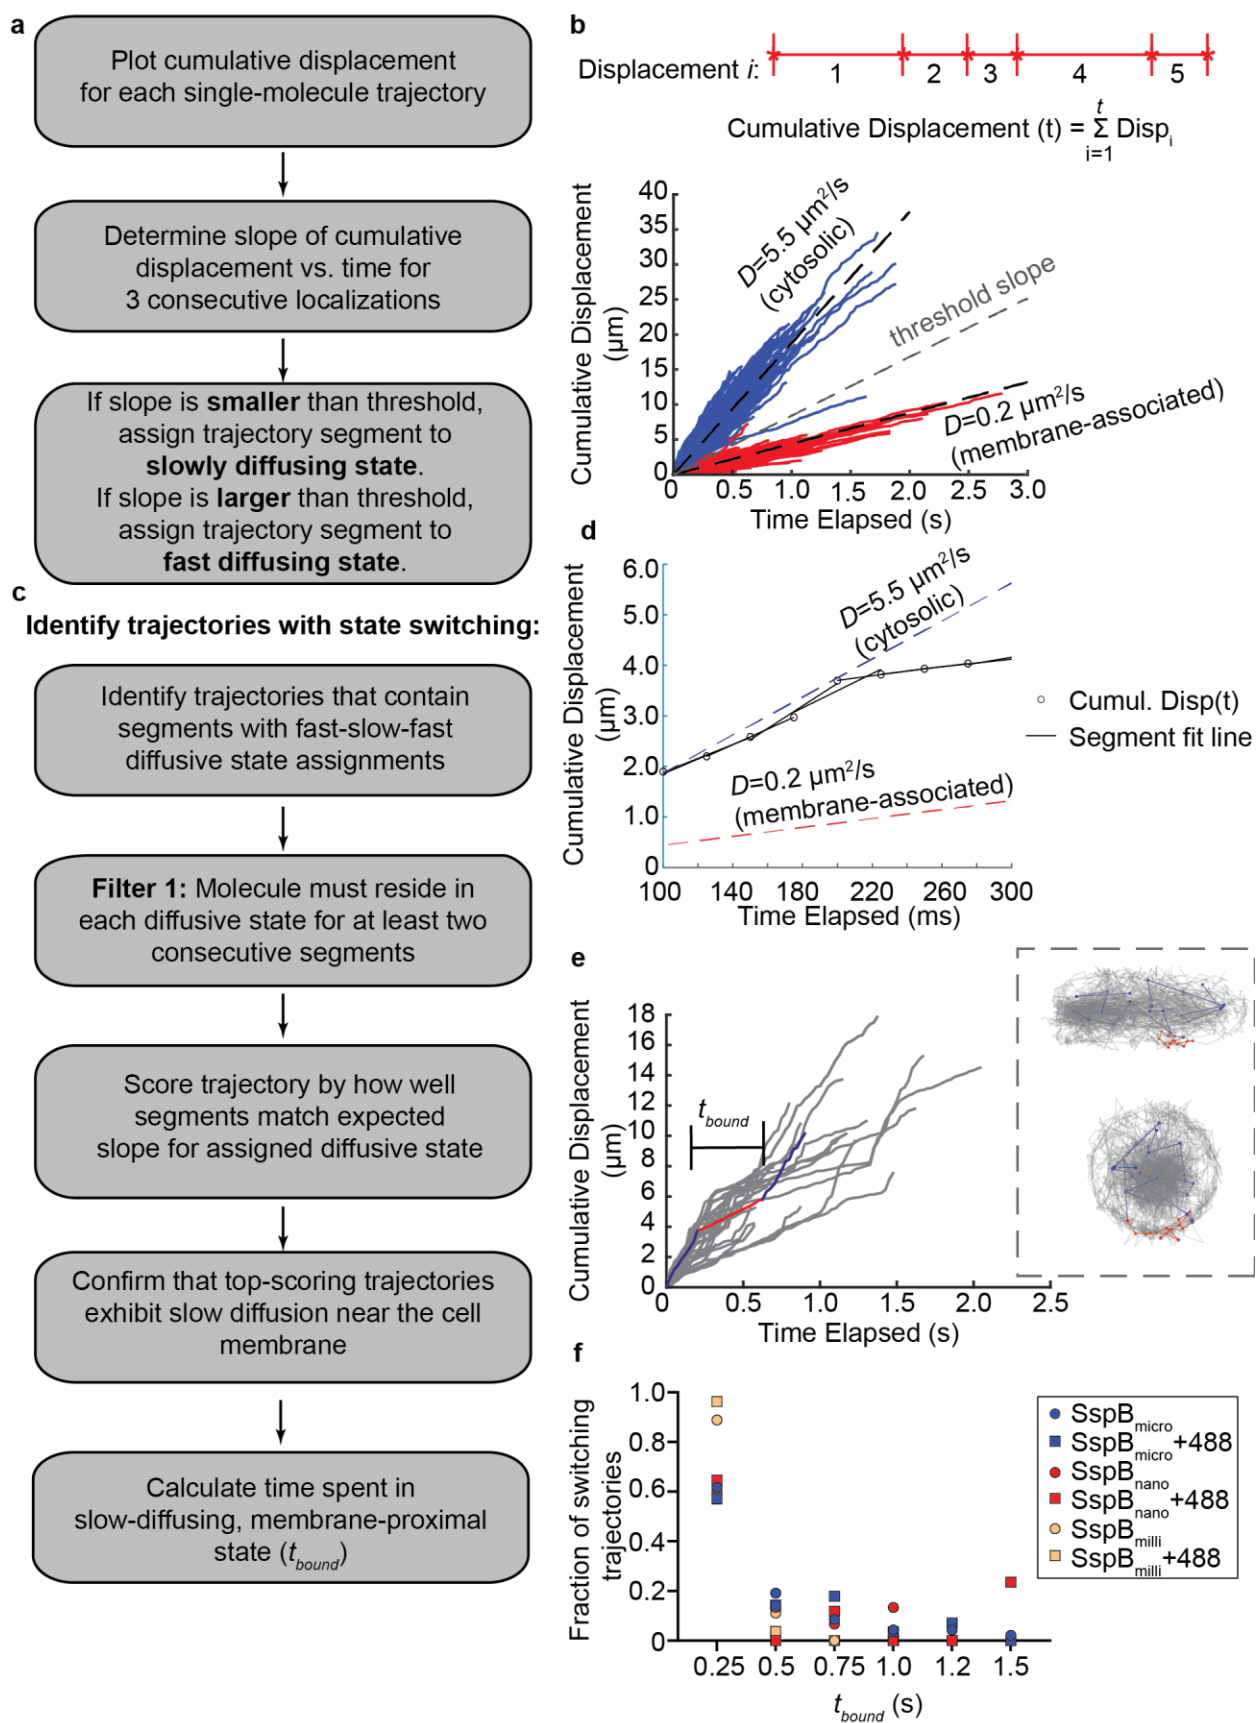 a
Plot cumulative displacement
for each single-molecule trajectory
Determine slope of cumulative
displacement vs. time for
3 consecutive localizations
If slope is smaller than threshold,
assign trajectory segment to
slowly diffusing state.
If slope is larger than threshold,
assign trajectory segment to
fast diffusing state.
b
Displacement i:
1 2 3 4 5
Cumulative Displacement (t) = Σ Disp_i
t
i=1
Cumulative Displacement
(µm)
40
35
30
25
20
15
10
5
0
D=5.5 µm²/s
(cytosolic)
threshold slope
D=0.2 µm²/s
(membrane-associated)
0 0.5 1.0 1.5 2.0 2.5 3.0
Time Elapsed (s)
c
Identify trajectories with state switching:
Identify trajectories that contain
segments with fast-slow-fast
diffusive state assignments
Filter 1: Molecule must reside in
each diffusive state for at least two
consecutive segments
Score trajectory by how well
segments match expected
slope for assigned diffusive state
Confirm that top-scoring trajectories
exhibit slow diffusion near the cell
membrane
Calculate time spent in
slow-diffusing, membrane-proximal
state (t_bound)
d
Cumulative Displacement
(µm)
6.0
5.0
4.0
3.0
2.0
1.0
0
D=5.5 µm²/s
(cytosolic)
D=0.2 µm²/s
(membrane-associated)
100 140 180 220 260 300
Time Elapsed (ms)
Cumul. Disp(t)
Segment fit line
e
Cumulative Displacement
(µm)
18
16
14
12
10
8
6
4
2
0
t_bound
0 0.5 1.0 1.5 2.0 2.5
Time Elapsed (s)
f
Fraction of switching
trajectories
1.0
0.8
0.6
0.4
0.2
0
0.25 0.5 0.75 1.0 1.2 1.5
t_bound (s)
SspB_micro
SspB_micro+488
SspB_nano
SspB_nano+488
SspB_milli
SspB_milli+488